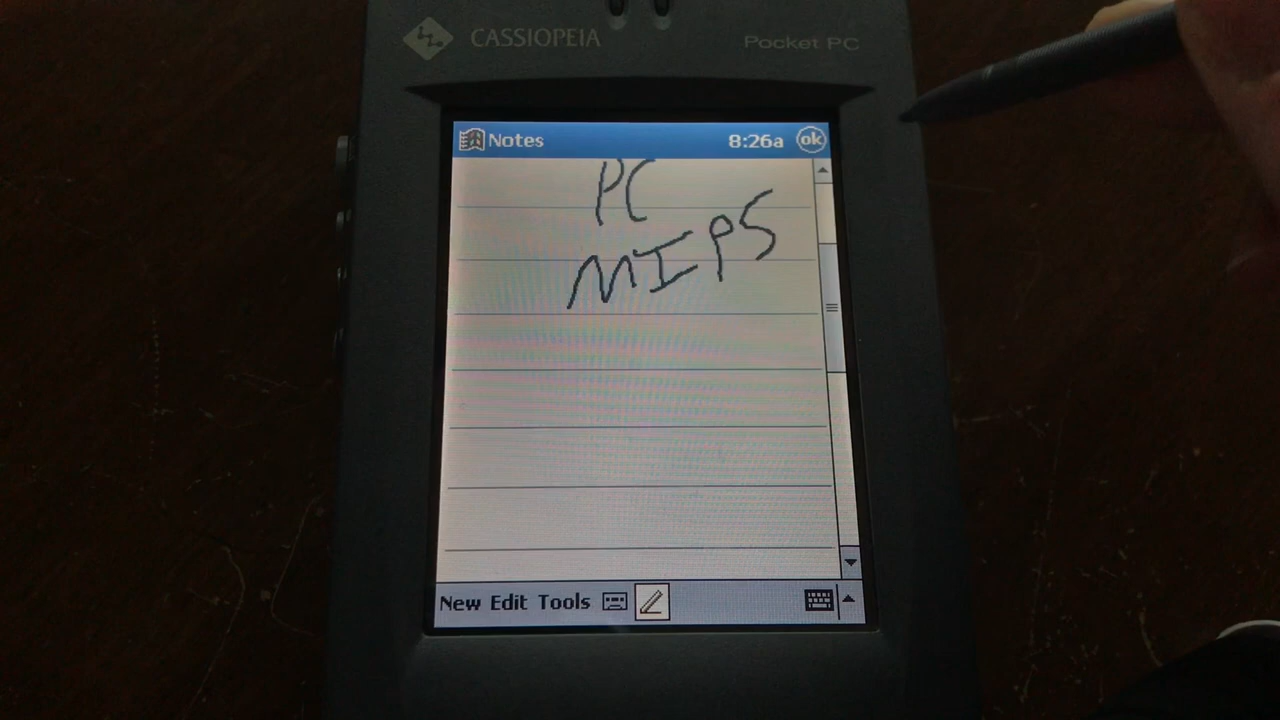 CASSIOPEIA Pocket PC
Notes 8:26a ok
PC
MIPS
New Edit Tools